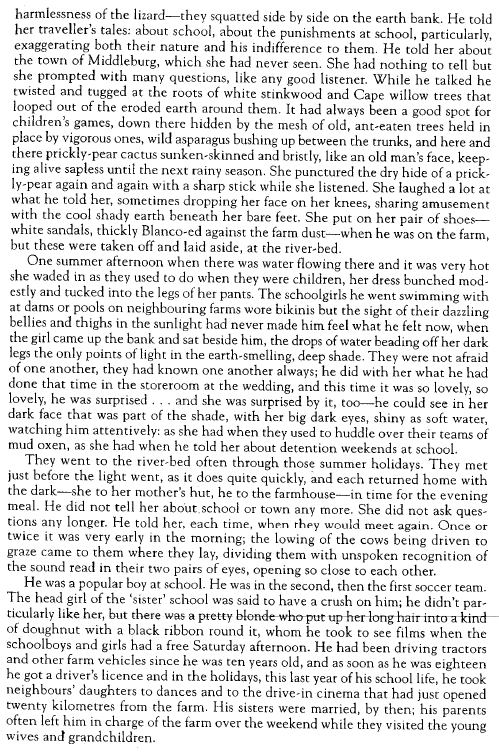 harmlessness of the lizard—they squatted side by side on the earth bank. He told
her traveller's tales: about school, about the punishments at school, particularly,
exaggerating both their nature and his indifference to them. He told her about
the town of Middleburg, which she had never seen. She had nothing to tell but
she prompted with many questions, like any good listener. While he talked he
twisted and tugged at the roots of white stinkwood and Cape willow trees that
looped out of the eroded earth around them. It had always been a good spot for
children's games, down there hidden by the mesh of old, ant-eaten trees held in
place by vigorous ones, wild asparagus bushing up between the trunks, and here and
there prickly-pear cactus sunken-skinned and bristly, like an old man's face, keep-
ing alive sapless until the next rainy season. She punctured the dry hide of a prick-
ly-pear again and again with a sharp stick while she listened. She laughed a lot at
what he told her, sometimes dropping her face on her knees, sharing amusement
with the cool shady earth beneath her bare feet. She put on her pair of shoes—
white sandals, thickly Blanco-ed against the farm dust—when he was on the farm,
but these were taken off and laid aside, at the river-bed.
One summer afternoon when there was water flowing there and it was very hot
she waded in as they used to do when they were children, her dress bunched mod-
estly and tucked into the legs of her pants. The schoolgirls he went swimming with
at dams or pools on neighbouring farms wore bikinis but the sight of their dazzling
bellies and thighs in the sunlight had never made him feel what he felt now, when
the girl came up the bank and sat beside him, the drops of water beading off her dark
legs the only points of light in the earth-smelling, deep shade. They were not afraid
of one another, they had known one another always; he did with her what he had
done that time in the storeroom at the wedding, and this time it was so lovely, so
lovely, he was surprised . . . and she was surprised by it, too—he could see in her
dark face that was part of the shade, with her big dark eyes, shiny as soft water,
watching him attentively: as she had when they used to huddle over their teams of
mud oxen, as she had when he told her about detention weekends at school.
They went to the river-bed often through those summer holidays. They met
just before the light went, as it does quite quickly, and each returned home with
the dark—she to her mother's hut, he to the farmhouse—in time for the evening
meal. He did not tell her about school or town any more. She did not ask ques-
tions any longer. He told her, each time, when they would meet again. Once or
twice it was very early in the morning; the lowing of the cows being driven to
graze came to them where they lay, dividing them with unspoken recognition of
the sound read in their two pairs of eyes, opening so close to each other.
He was a popular boy at school. He was in the second, then the first soccer team.
The head girl of the 'sister' school was said to have a crush on him; he didn't par-
ticularly like her, but there was a pretty blonde who put up her long hair into a kind
of doughnut with a black ribbon round it, whom he took to see films when the
schoolboys and girls had a free Saturday afternoon. He had been driving tractors
and other farm vehicles since he was ten years old, and as soon as he was eighteen
he got a driver's licence and in the holidays, this last year of his school life, he took
neighbours' daughters to dances and to the drive-in cinema that had just opened
twenty kilometres from the farm. His sisters were married, by then; his parents
often left him in charge of the farm over the weekend while they visited the young
wives and grandchildren.